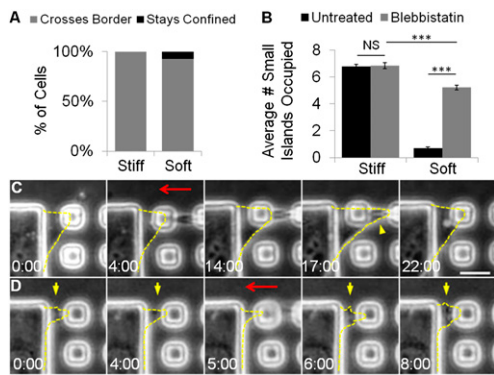 A
Crosses Border Stays Confined
% of Cells
100%
50%
0%
Stiff Soft
B
Untreated Blebbistatin
Average # Small
Islands Occupied
8
6
4
2
0
NS
***
***
Stiff Soft
C
0:00 4:00 14:00 17:00 22:00
D
0:00 4:00 5:00 6:00 8:00